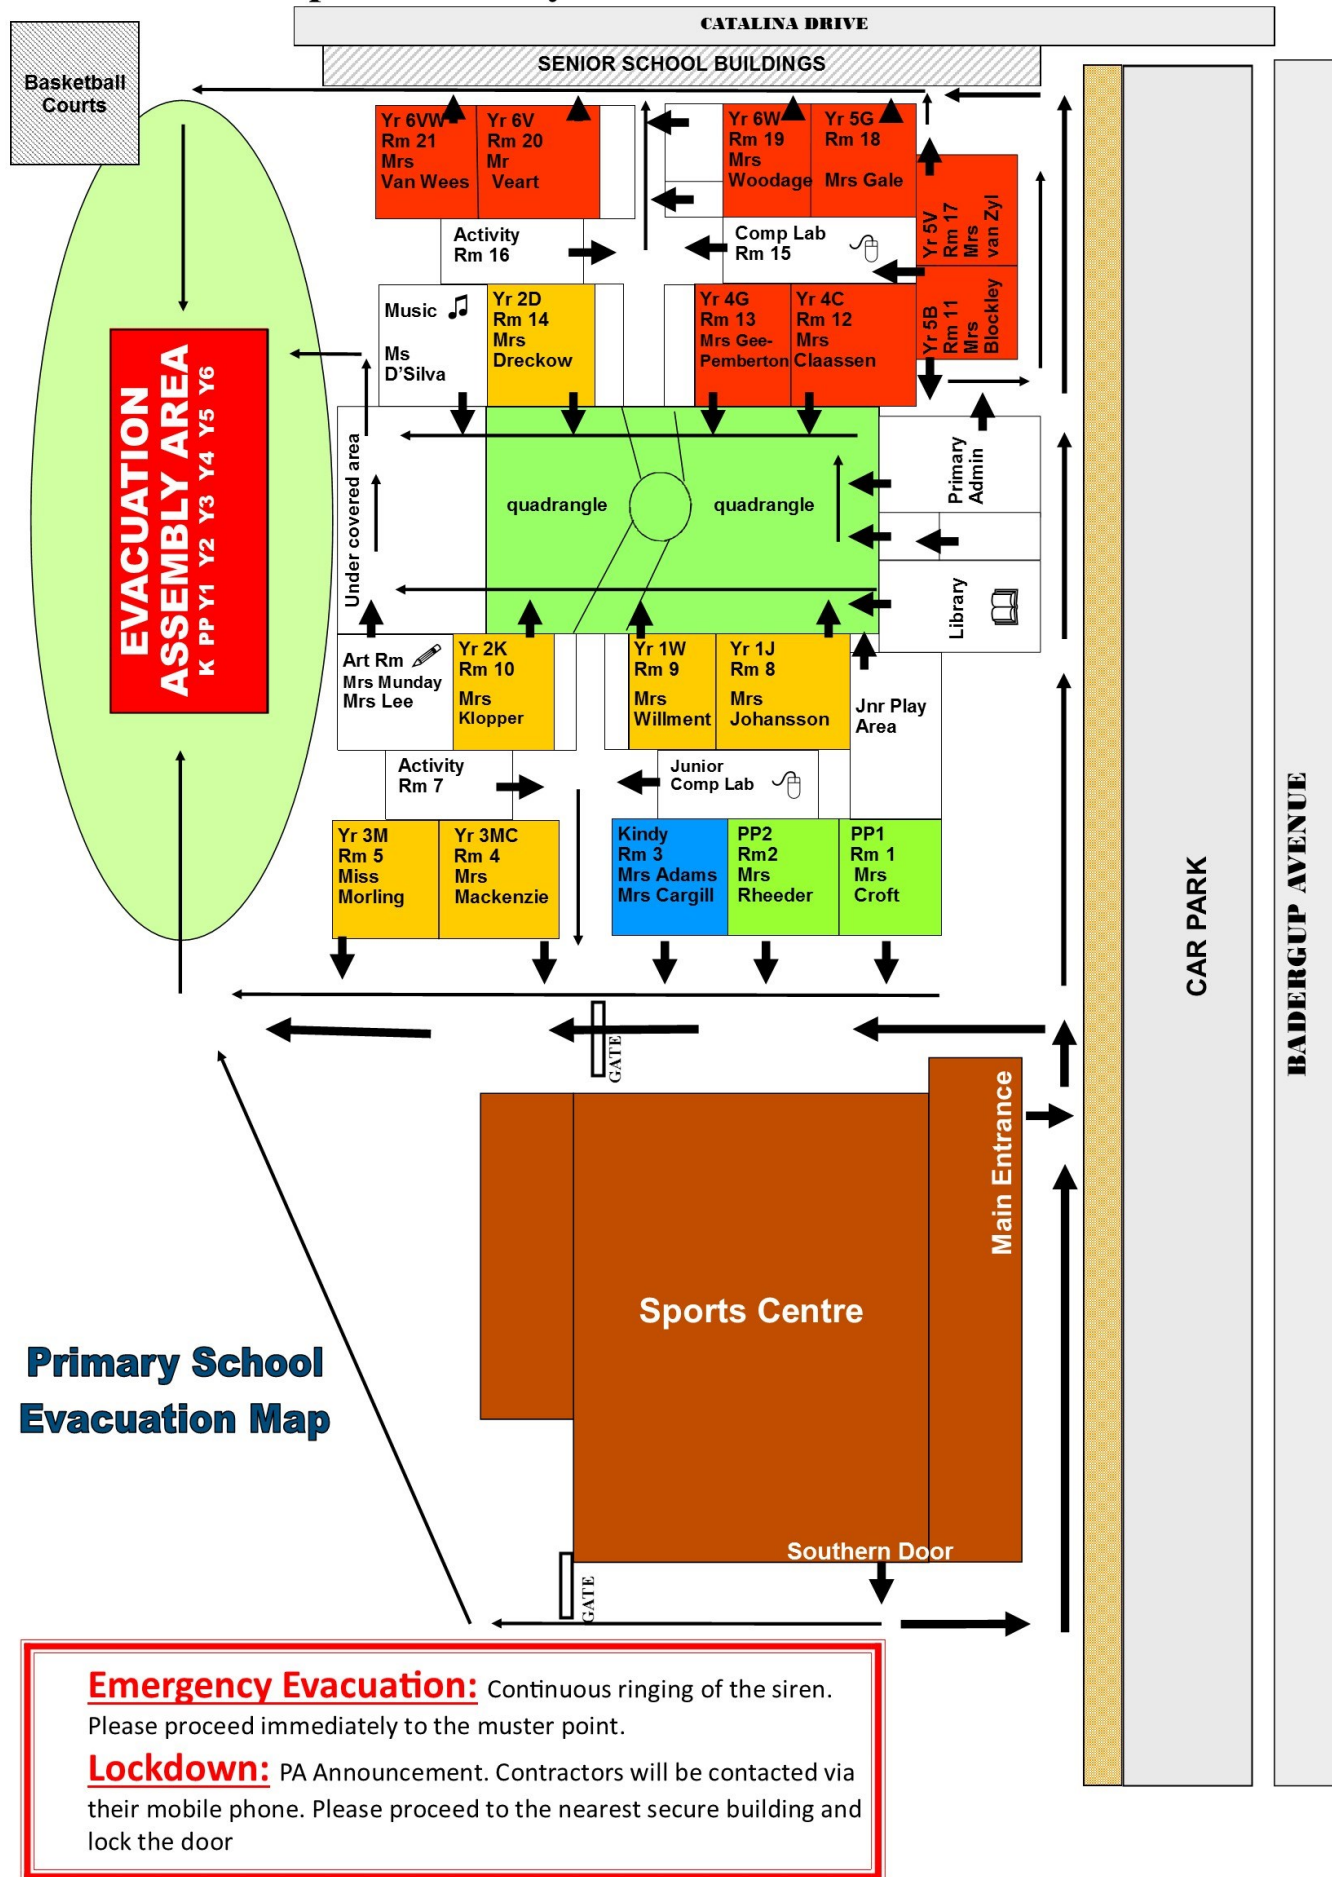 CATALINA DRIVE
SENIOR SCHOOL BUILDINGS
Basketball
Courts
Yr 6VW
Rm 21
Mrs
Van Wees
Yr 6V
Rm 20
Mr
Veart
Yr 6W
Rm 19
Mrs
Woodage
Yr 5G
Rm 18
Mrs Gale
Yr 5V
Rm 17
Mrs
van Zyl
Activity
Rm 16
Comp Lab
Rm 15
Music
Ms
D'Silva
Yr 2D
Rm 14
Mrs
Dreckow
Yr 4G
Rm 13
Mrs Gee-
Pemberton
Yr 4C
Rm 12
Mrs
Claassen
Yr 5B
Rm 11
Mrs
Blockley
EVACUATION
ASSEMBLY AREA
K PP Y1 Y2 Y3 Y4 Y5 Y6
Under covered area
quadrangle
quadrangle
Primary
Admin
Library
Art Rm
Mrs Munday
Mrs Lee
Yr 2K
Rm 10
Mrs
Klopper
Yr 1W
Rm 9
Mrs
Willment
Yr 1J
Rm 8
Mrs
Johansson
Jnr Play
Area
Activity
Rm 7
Junior
Comp Lab
Yr 3M
Rm 5
Miss
Morling
Yr 3MC
Rm 4
Mrs
Mackenzie
Kindy
Rm 3
Mrs Adams
Mrs Cargill
PP2
Rm2
Mrs
Rheeder
PP1
Rm 1
Mrs
Croft
CAR PARK
BADERGUP AVENUE
GATE
Main Entrance
Sports Centre
Southern Door
GATE
Primary School
Evacuation Map
Emergency Evacuation: Continuous ringing of the siren.
Please proceed immediately to the muster point.
Lockdown: PA Announcement. Contractors will be contacted via
their mobile phone. Please proceed to the nearest secure building and
lock the door